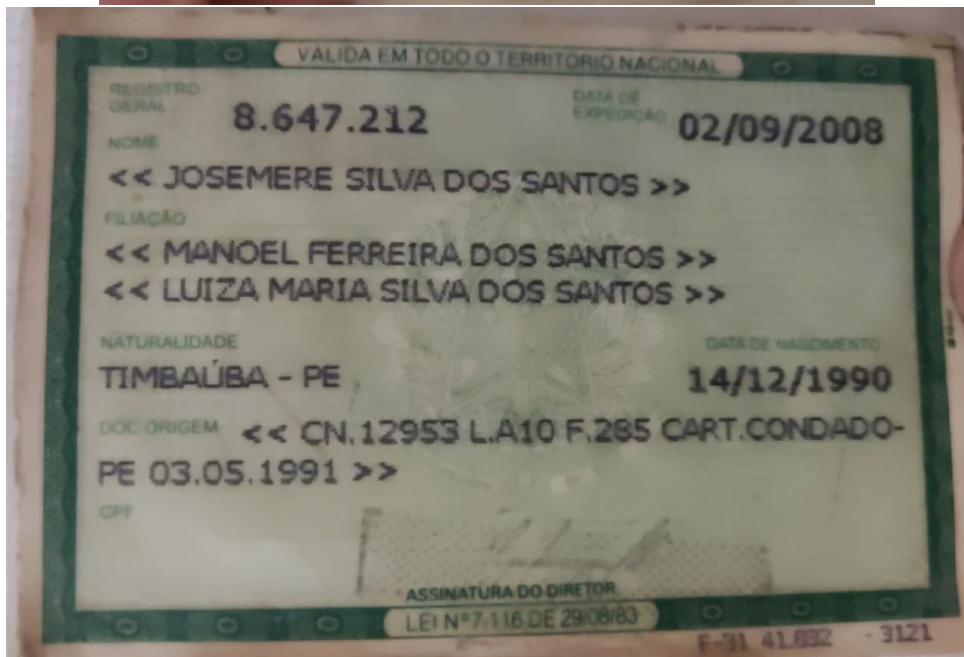 VÁLIDA EM TODO O TERRITÓRIO NACIONAL
REGISTRO GERAL 8.647.212 DATA DE EXPEDIÇÃO 02/09/2008
NOME
<< JOSEMERE SILVA DOS SANTOS >>
FILIAÇÃO
<< MANOEL FERREIRA DOS SANTOS >>
<< LUIZA MARIA SILVA DOS SANTOS >>
NATURALIDADE DATA DE NASCIMENTO
TIMBAÚBA - PE 14/12/1990
DOC ORIGEM << CN.12953 L.A10 F.285 CART.CONDADO-
PE 03.05.1991 >>
CPF
ASSINATURA DO DIRETOR
LEI Nº 7.116 DE 29/08/83
F-31 41.892 - 3121